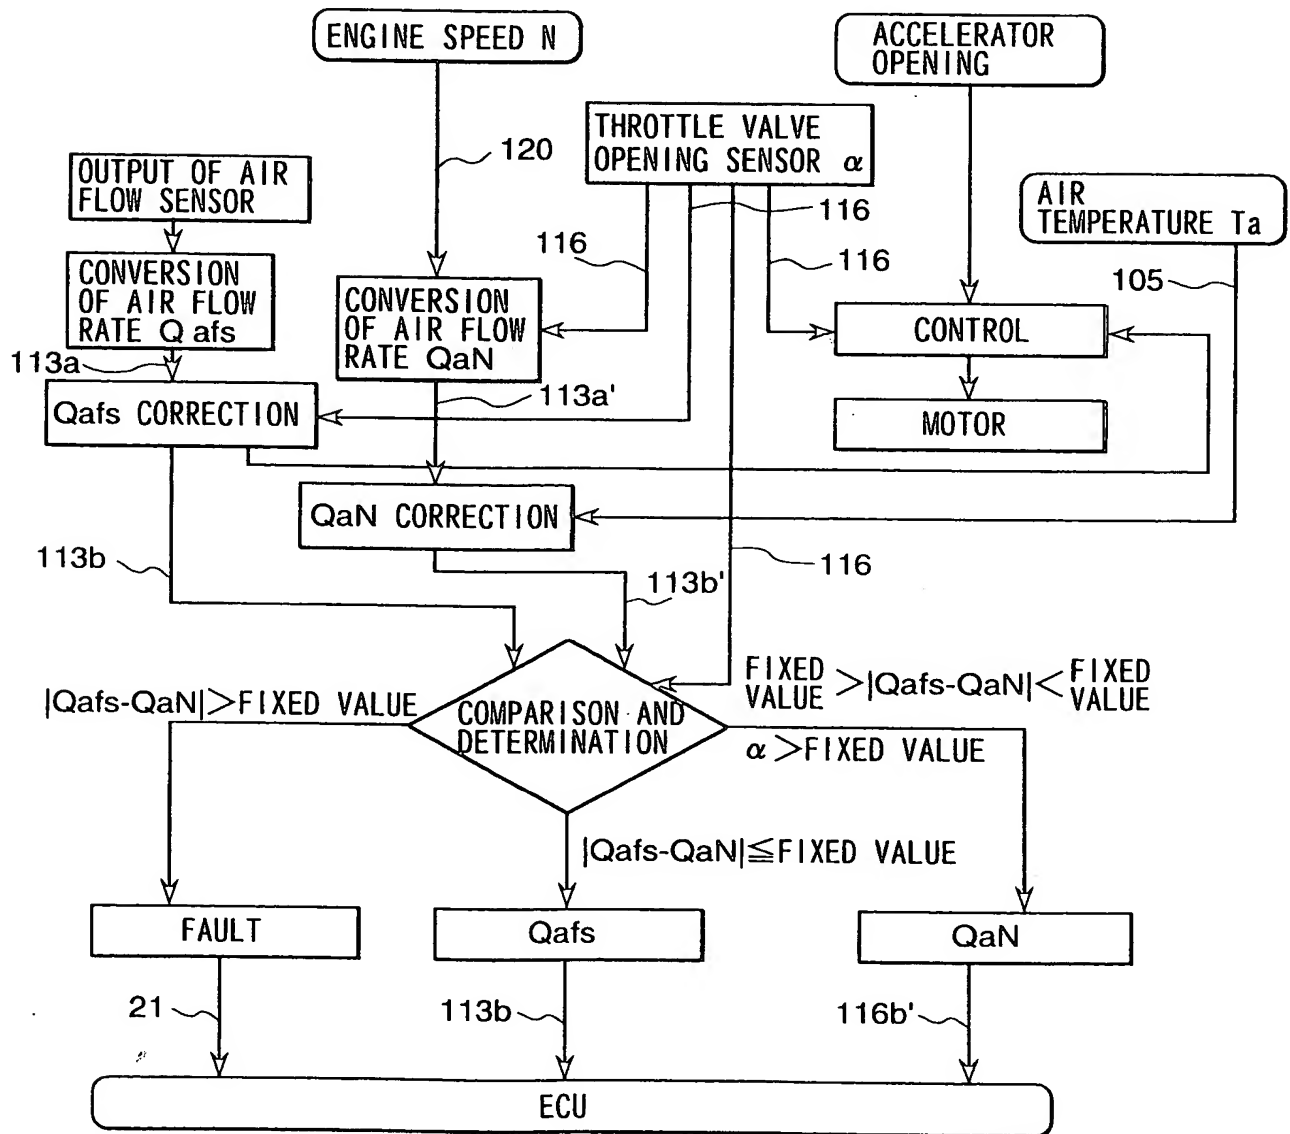 ENGINE SPEED N
ACCELERATOR
OPENING
THROTTLE VALVE
OPENING SENSOR α
120
OUTPUT OF AIR
FLOW SENSOR
AIR
TEMPERATURE Ta
116
116
116
105
CONVERSION
OF AIR FLOW
RATE Qafs
CONVERSION
OF AIR FLOW
RATE QaN
CONTROL
113a
113a'
Qafs CORRECTION
MOTOR
QaN CORRECTION
113b
116
113b'
|Qafs-QaN|>FIXED VALUE
COMPARISON AND
DETERMINATION
FIXED
VALUE >|Qafs-QaN|< FIXED
VALUE
α>FIXED VALUE
|Qafs-QaN|≦FIXED VALUE
FAULT
Qafs
QaN
21
113b
116b'
ECU